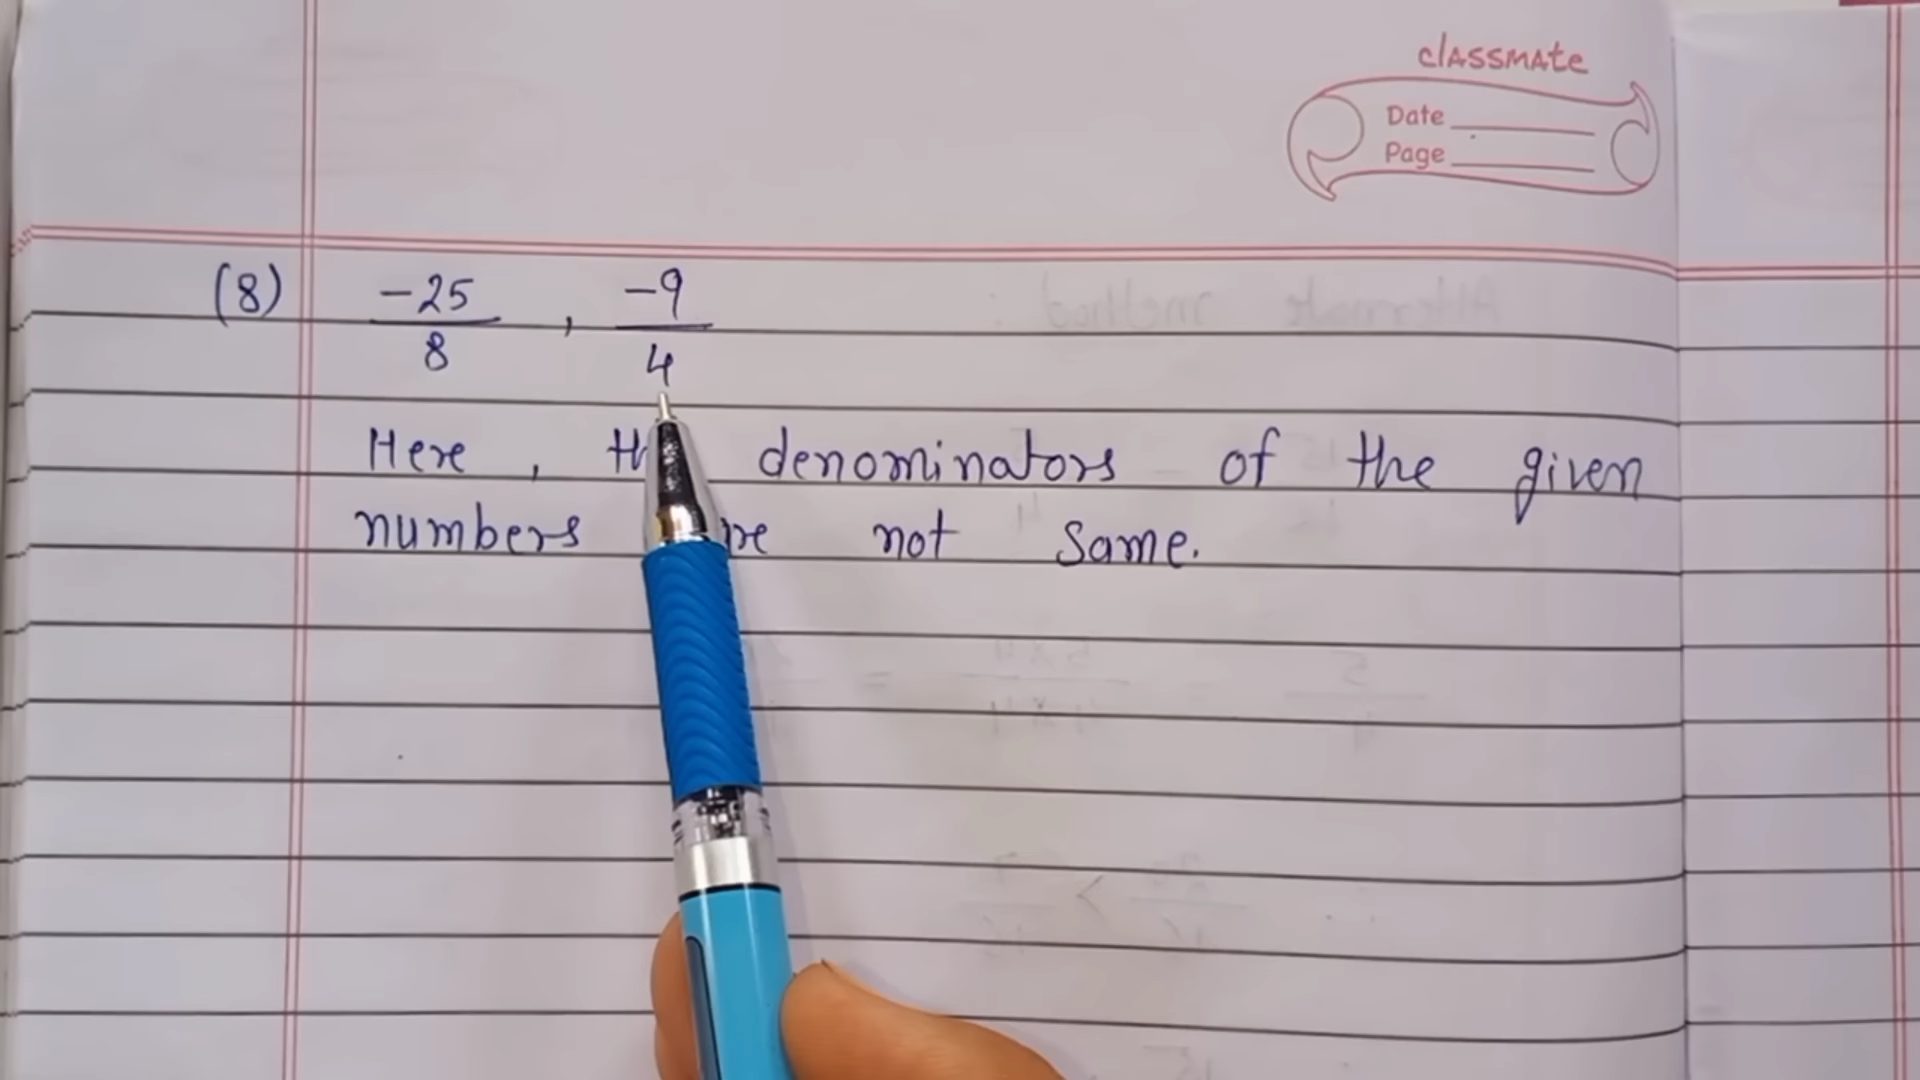 classmate
Date
Page
(8) -25/8 , -9/4
Here , denominators of the given
numbers not same.